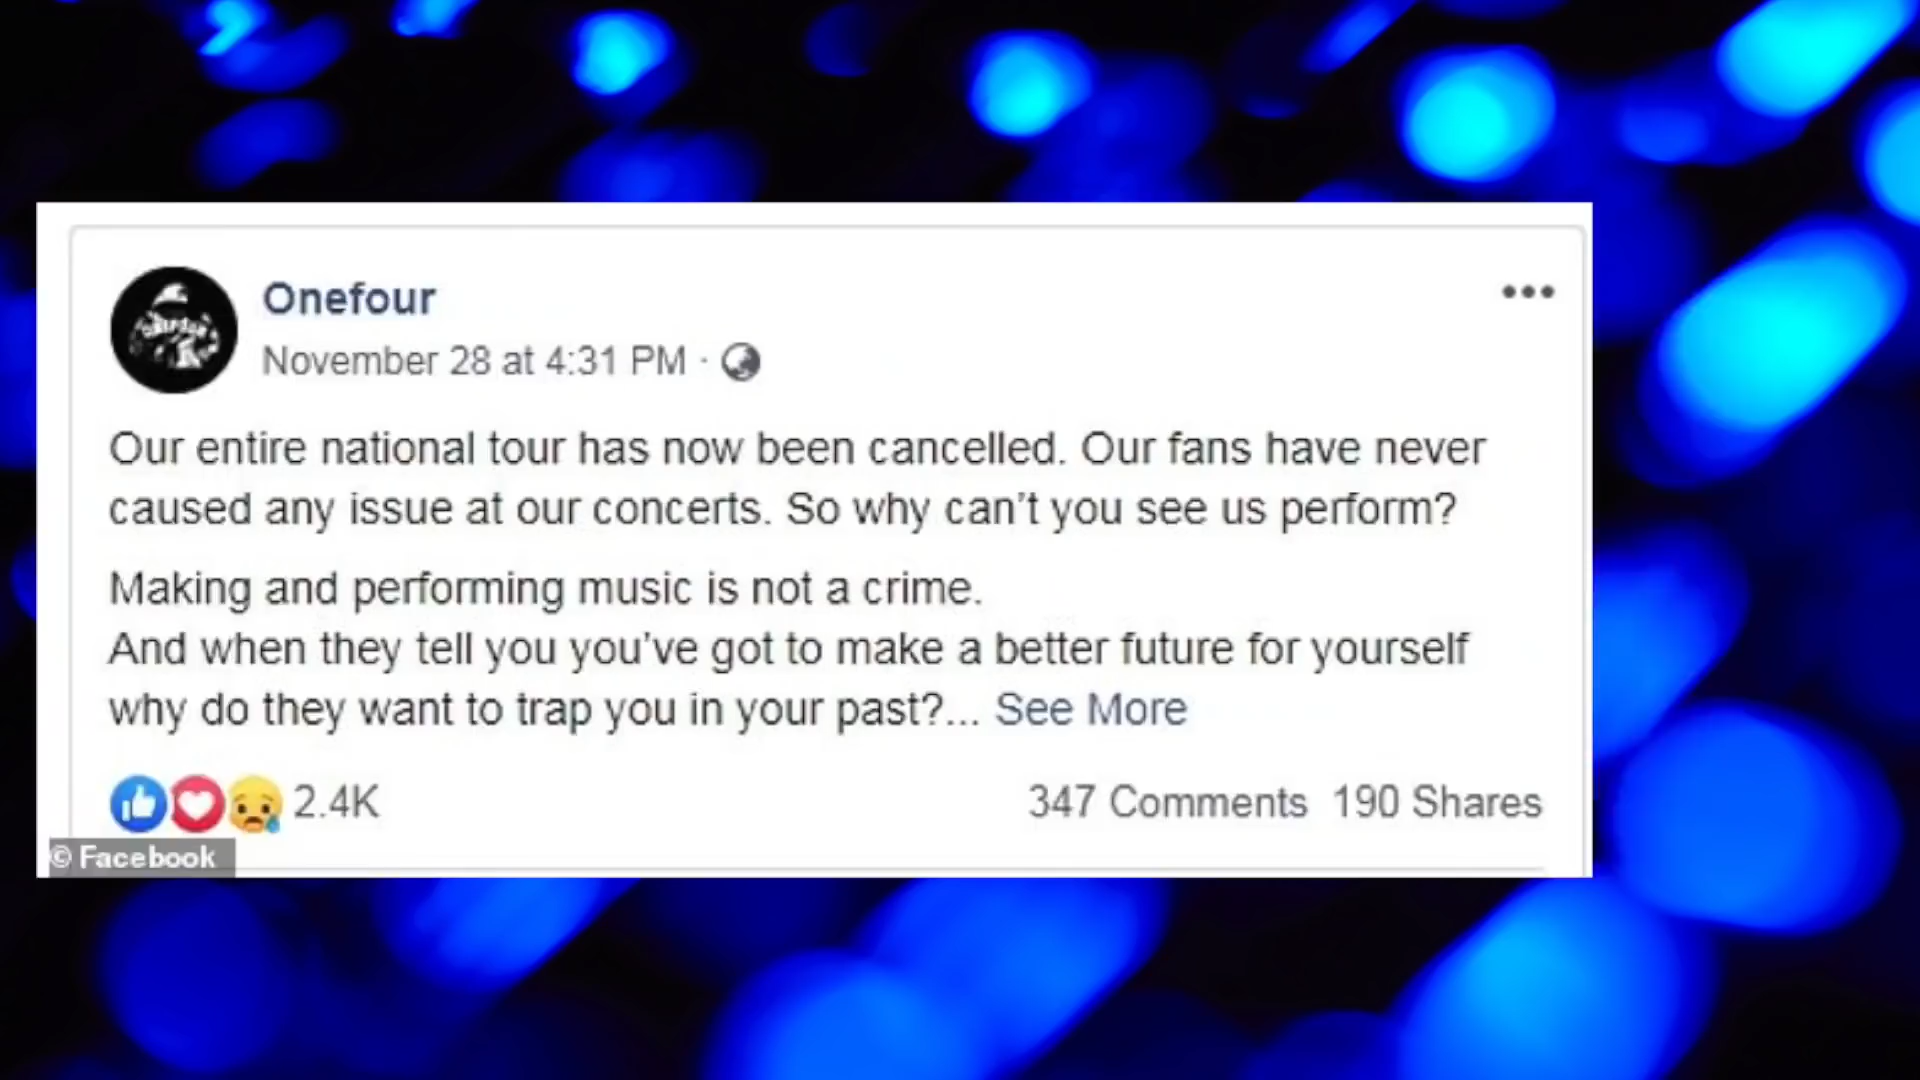 Onefour
November 28 at 4:31 PM ·
Our entire national tour has now been cancelled. Our fans have never
caused any issue at our concerts. So why can't you see us perform?
Making and performing music is not a crime.
And when they tell you you've got to make a better future for yourself
why do they want to trap you in your past?... See More
2.4K
347 Comments 190 Shares
© Facebook